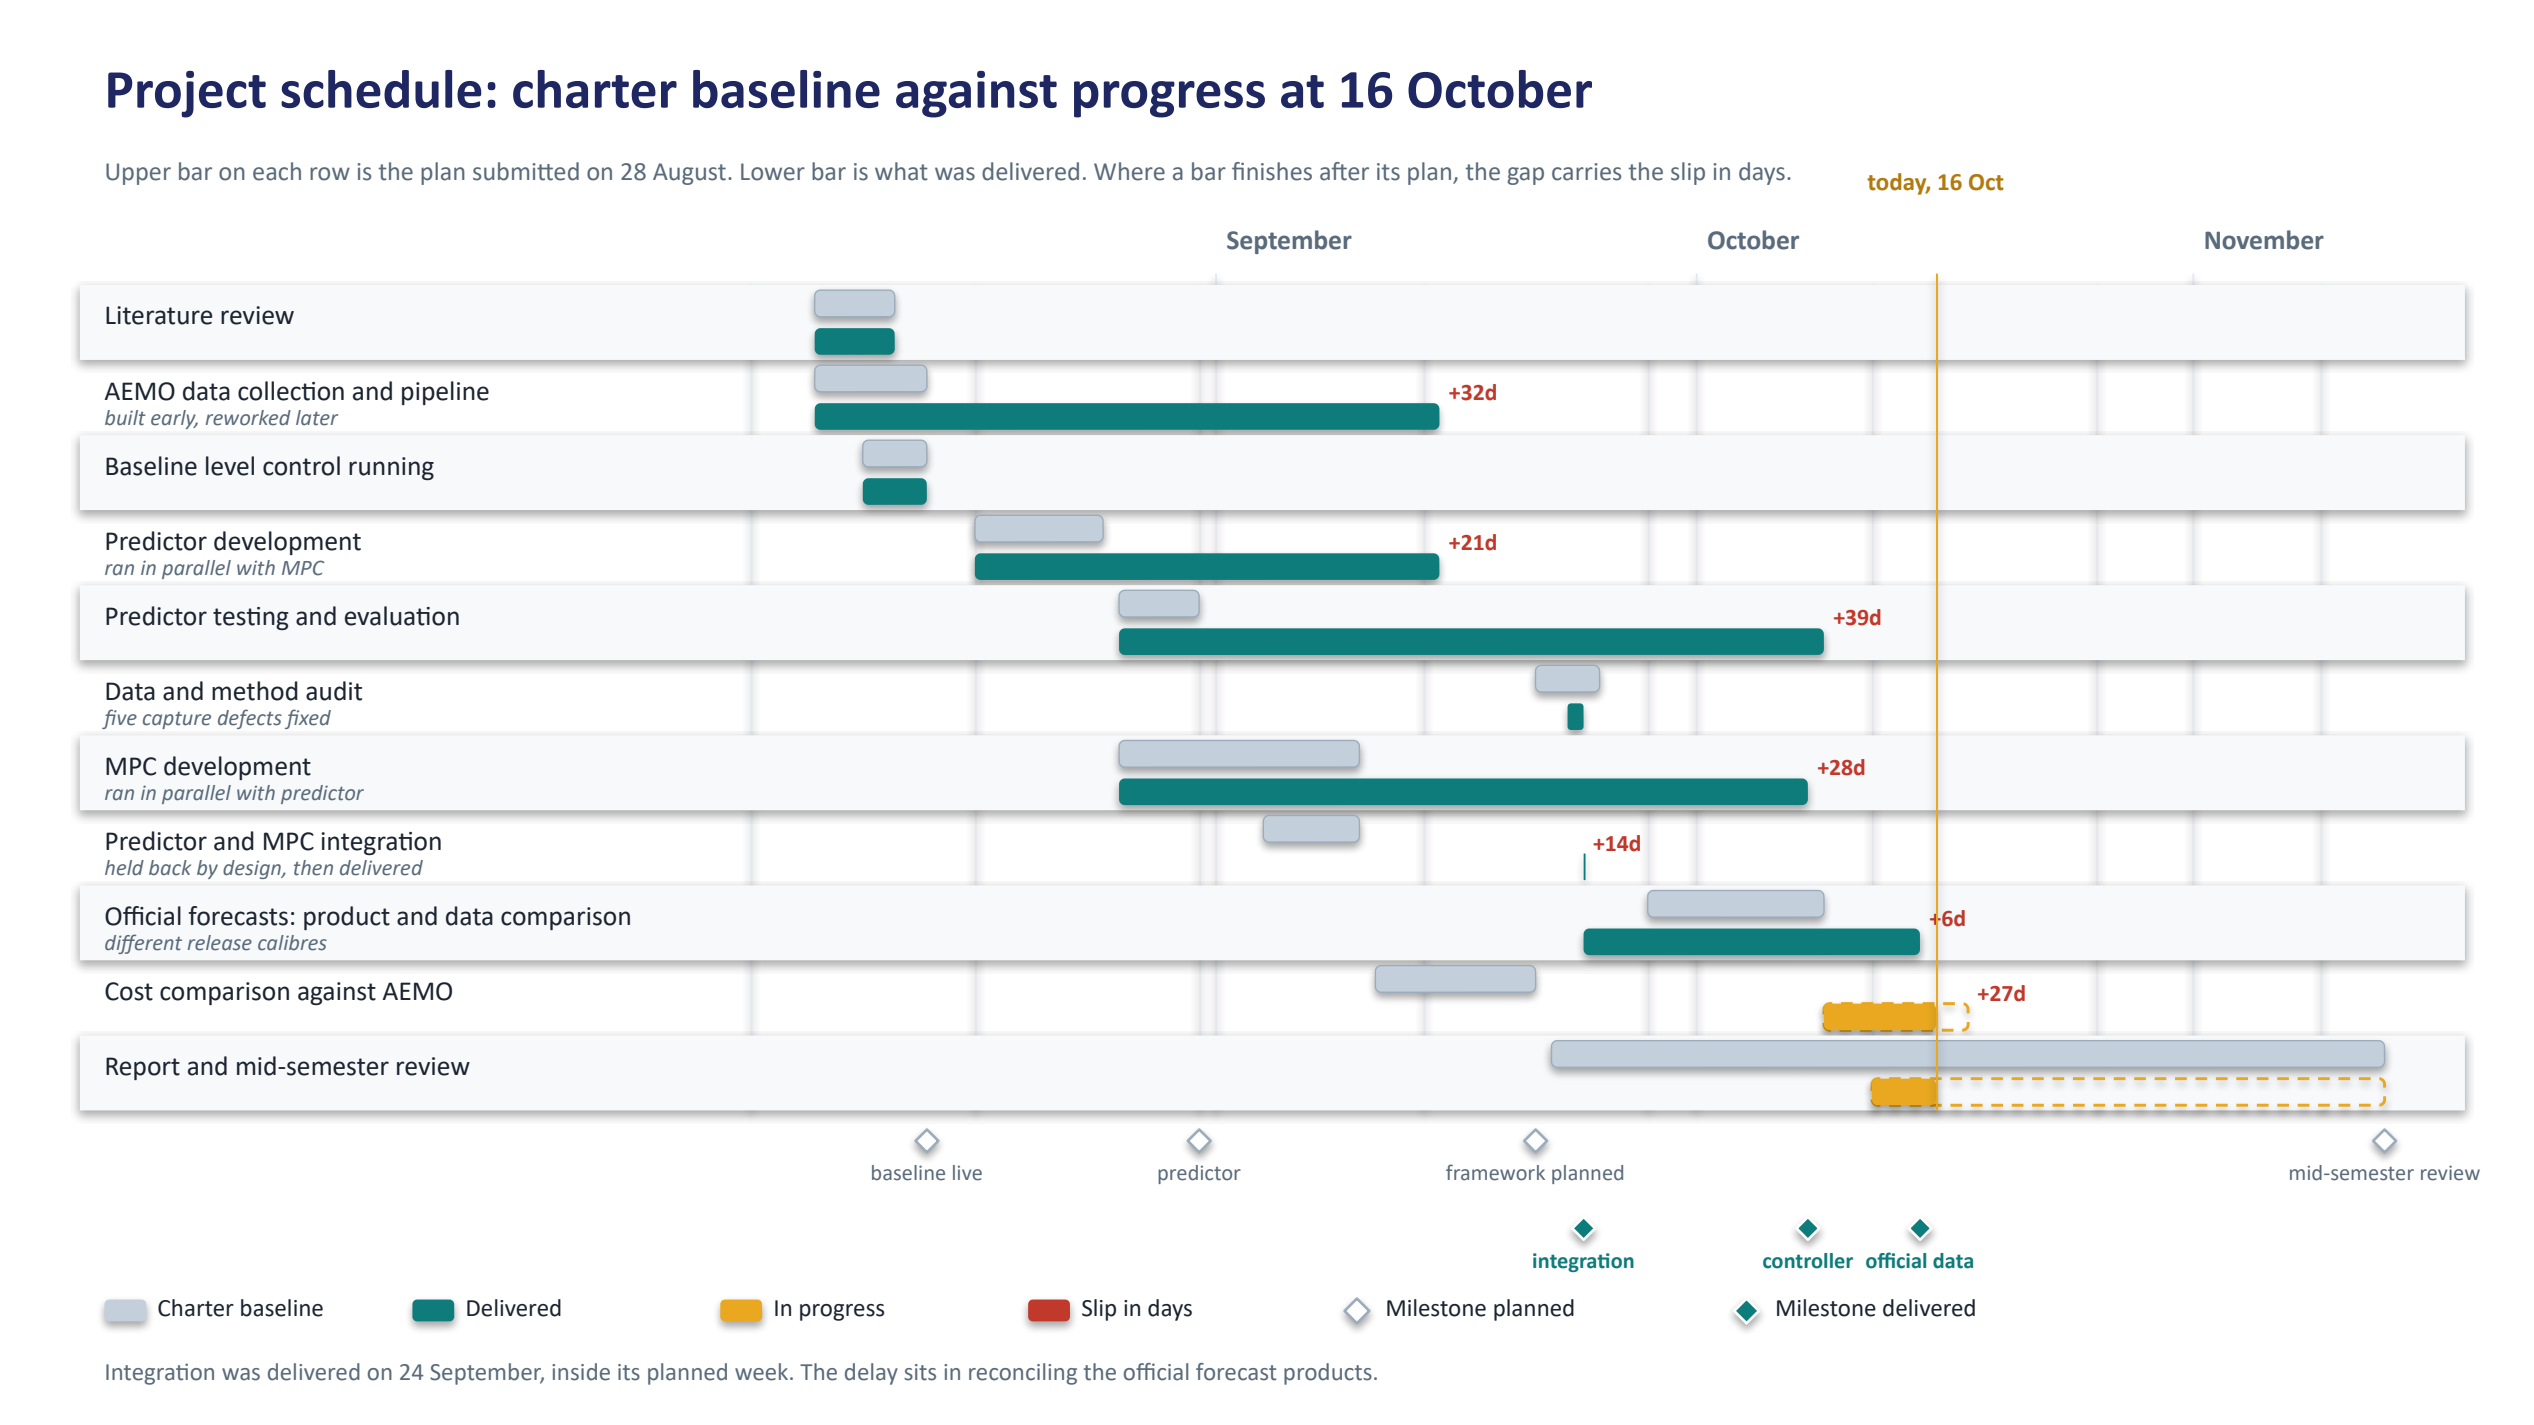 Project schedule: charter baseline against progress at 16 October
Upper bar on each row is the plan submitted on 28 August. Lower bar is what was delivered. Where a bar finishes after its plan, the gap carries the slip in days.
today, 16 Oct
September
October
November
Literature review
AEMO data collection and pipeline
+32d
built early, reworked later
Baseline level control running
Predictor development
+21d
ran in parallel with MPC
Predictor testing and evaluation
+39d
Data and method audit
five capture defects fixed
MPC development
+28d
ran in parallel with predictor
Predictor and MPC integration
+14d
held back by design, then delivered
Official forecasts: product and data comparison
+6d
different release calibres
Cost comparison against AEMO
+27d
Report and mid-semester review
baseline live
predictor
framework planned
mid-semester review
integration
controller
official data
Charter baseline
Delivered
In progress
Slip in days
Milestone planned
Milestone delivered
Integration was delivered on 24 September, inside its planned week. The delay sits in reconciling the official forecast products.